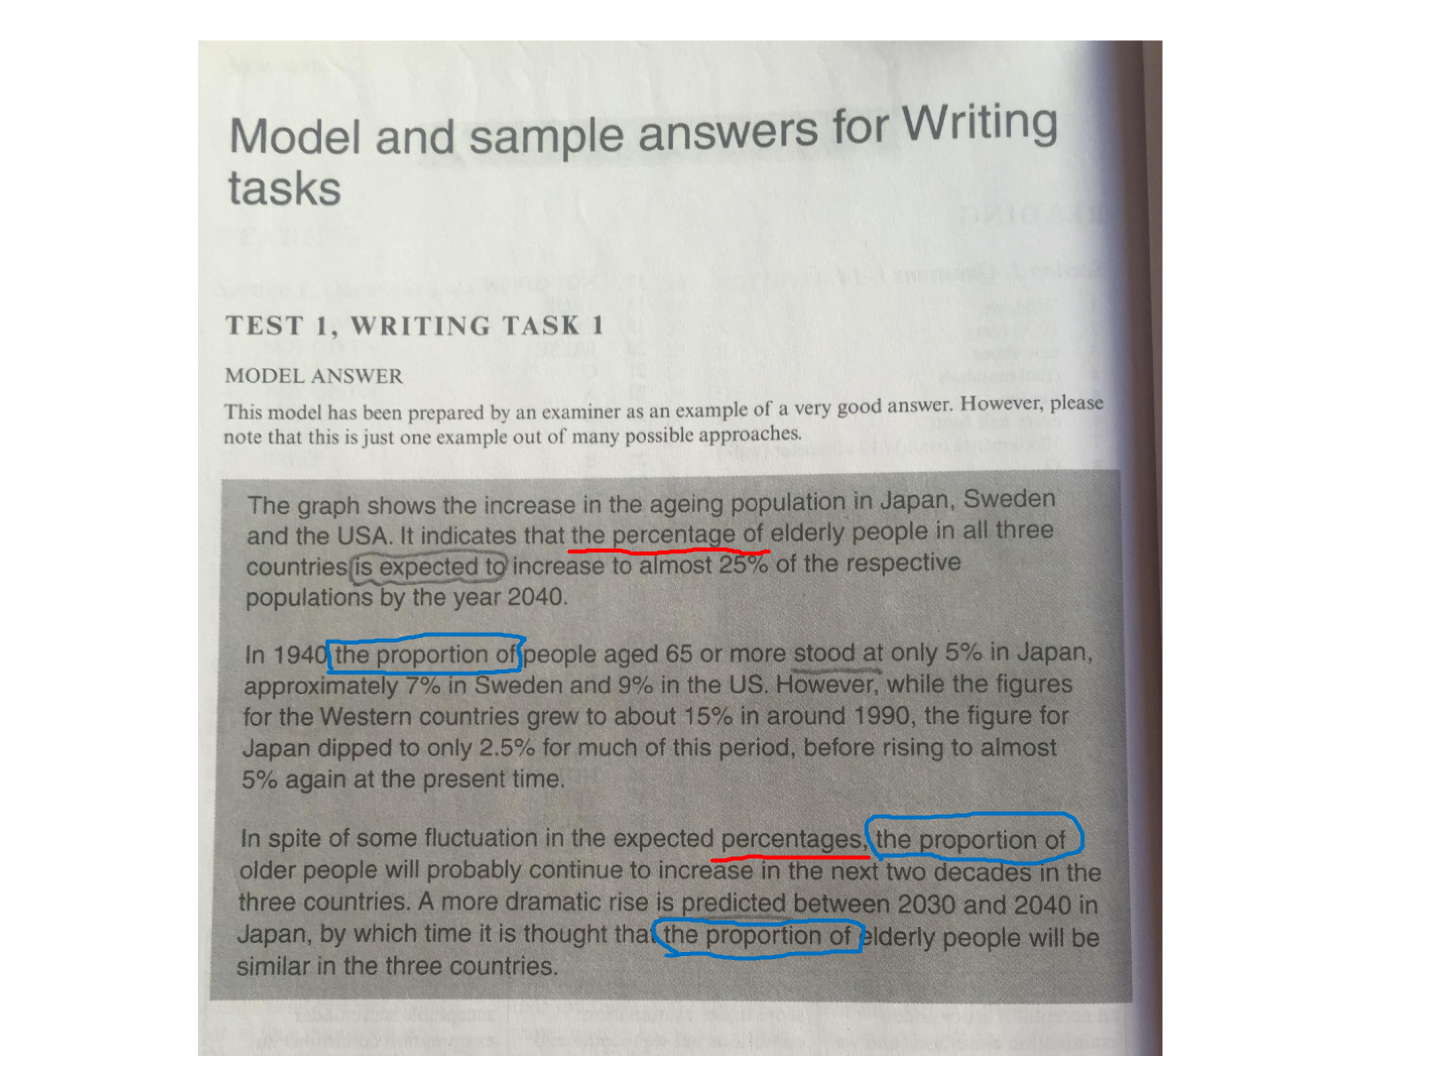 Model and sample answers for Writing
tasks
TEST 1, WRITING TASK 1
MODEL ANSWER
This model has been prepared by an examiner as an example of a very good answer. However, please
note that this is just one example out of many possible approaches.
The graph shows the increase in the ageing population in Japan, Sweden
and the USA. It indicates that the percentage of elderly people in all three
countries is expected to increase to almost 25% of the respective
populations by the year 2040.
In 1940 the proportion of people aged 65 or more stood at only 5% in Japan,
approximately 7% in Sweden and 9% in the US. However, while the figures
for the Western countries grew to about 15% in around 1990, the figure for
Japan dipped to only 2.5% for much of this period, before rising to almost
5% again at the present time.
In spite of some fluctuation in the expected percentages, the proportion of
older people will probably continue to increase in the next two decades in the
three countries. A more dramatic rise is predicted between 2030 and 2040 in
Japan, by which time it is thought that the proportion of elderly people will be
similar in the three countries.